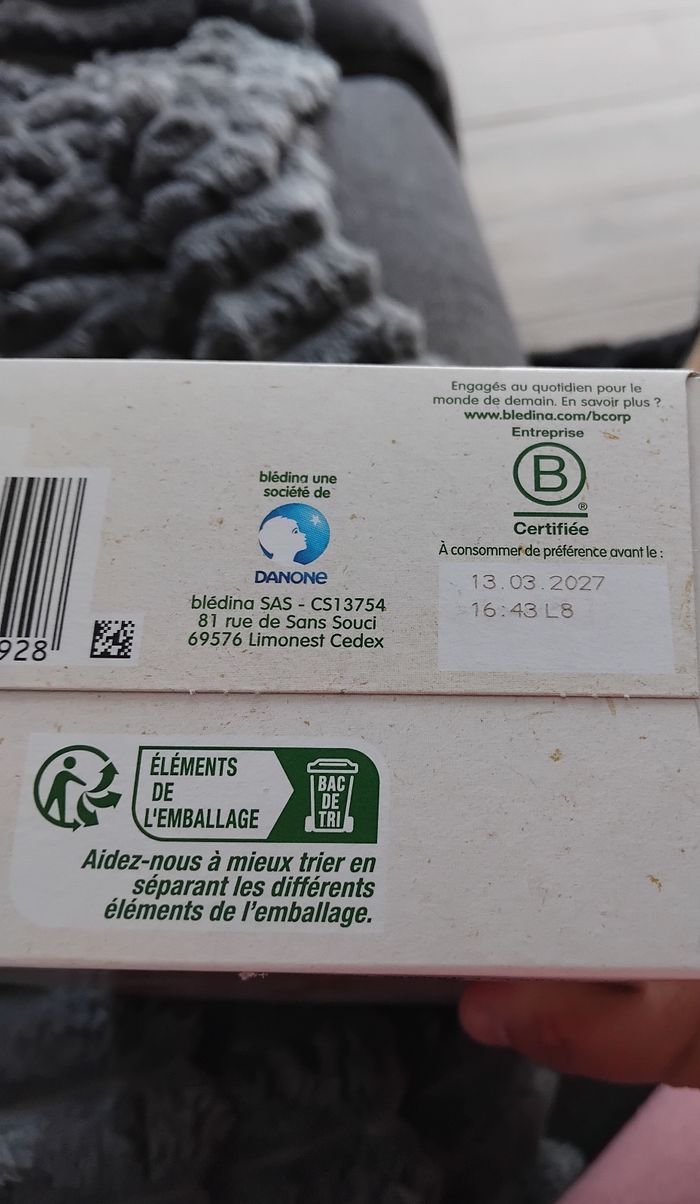 Engagés au quotidien pour le
monde de demain. En savoir plus ?
www.bledina.com/bcorp
Entreprise
B
®
Certifiée
À consommer de préférence avant le :
13.03.2027
16:43 L8
blédina une
société de
DANONE
blédina SAS - CS13754
81 rue de Sans Souci
69576 Limonest Cedex
928
ÉLÉMENTS
DE
L'EMBALLAGE
BAC
DE
TRI
Aidez-nous à mieux trier en
séparant les différents
éléments de l'emballage.